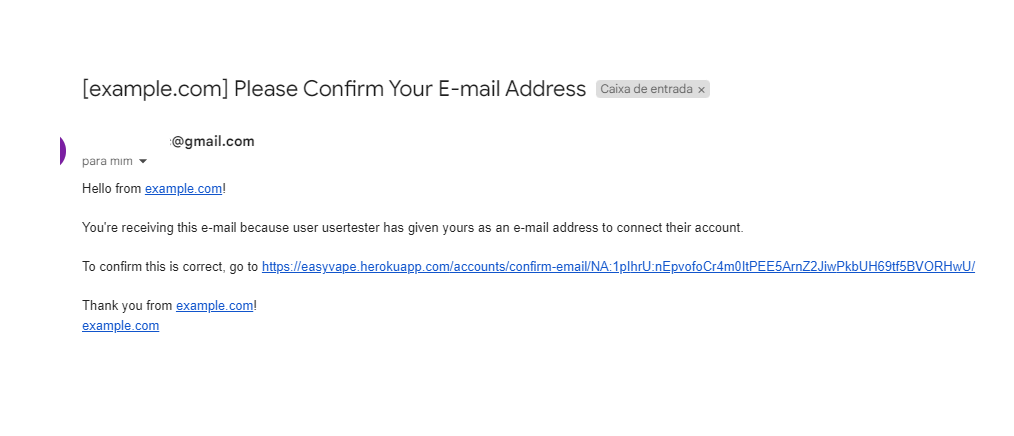 [example.com] Please Confirm Your E-mail Address Caixa de entrada ×
@gmail.com
para mim
Hello from example.com!
You're receiving this e-mail because user usertester has given yours as an e-mail address to connect their account.
To confirm this is correct, go to https://easyvape.herokuapp.com/accounts/confirm-email/NA:1pIhrU:nEpvofoCr4m0ItPEE5ArnZ2JiwPkbUH69tf5BVORHwU/
Thank you from example.com!
example.com